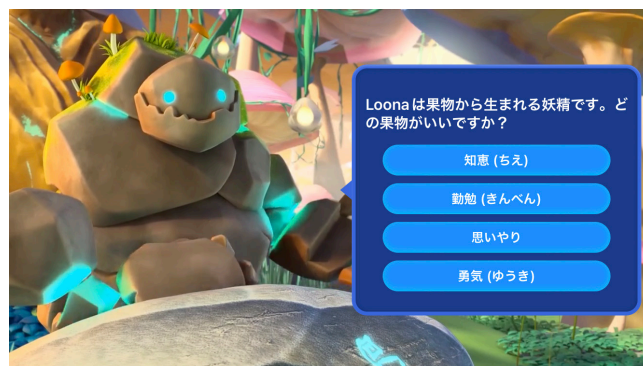 Loonaは果物から生まれる妖精です。ど
の果物がいいですか？
知恵 (ちえ)
勤勉 (きんべん)
思いやり
勇気 (ゆうき)